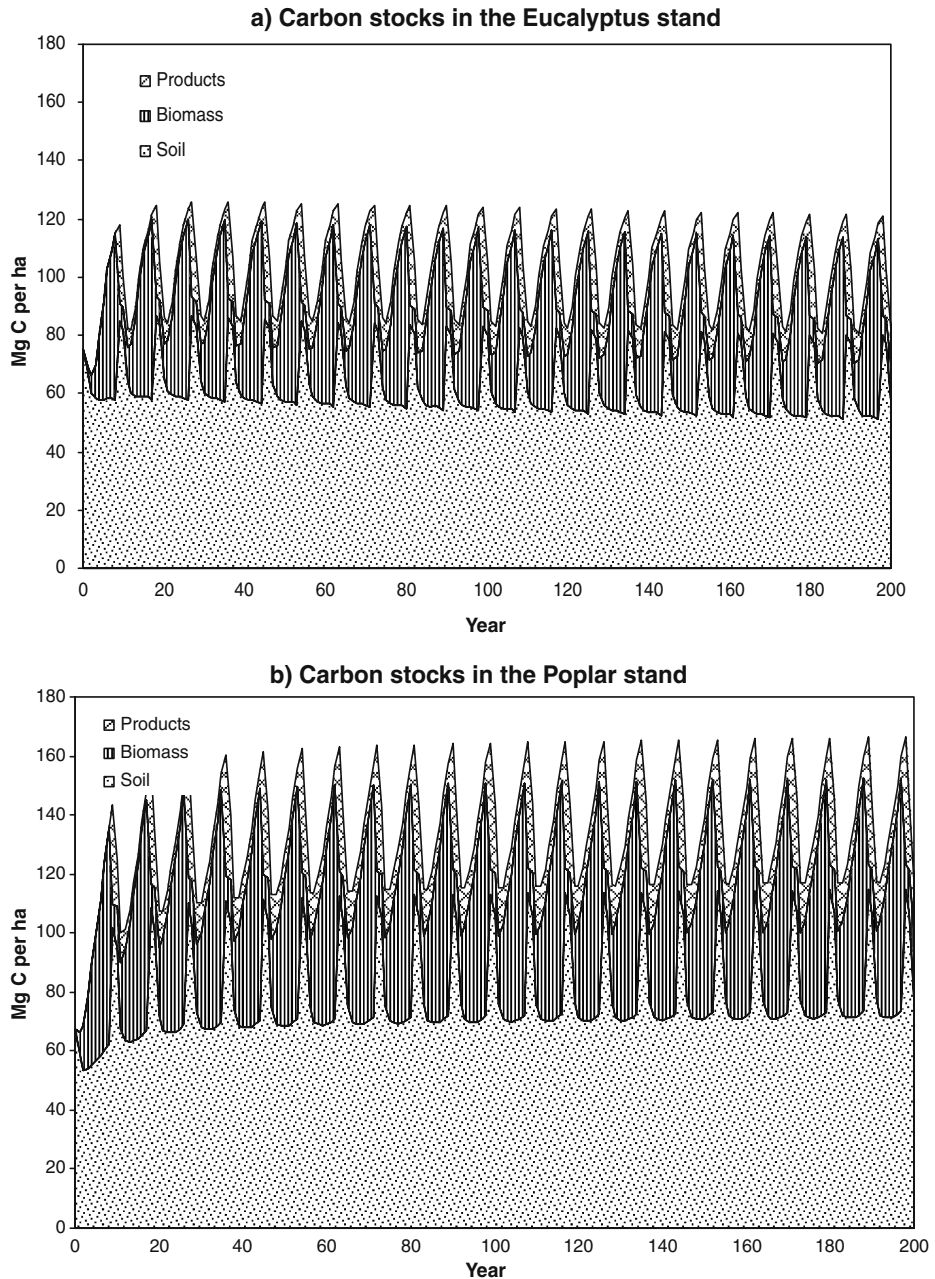 a) Carbon stocks in the Eucalyptus stand
180
160
140
120
100
80
60
40
20
0
Mg C per ha
Products
Biomass
Soil
0 20 40 60 80 100 120 140 160 180 200
Year
b) Carbon stocks in the Poplar stand
180
160
140
120
100
80
60
40
20
0
Mg C per ha
Products
Biomass
Soil
0 20 40 60 80 100 120 140 160 180 200
Year